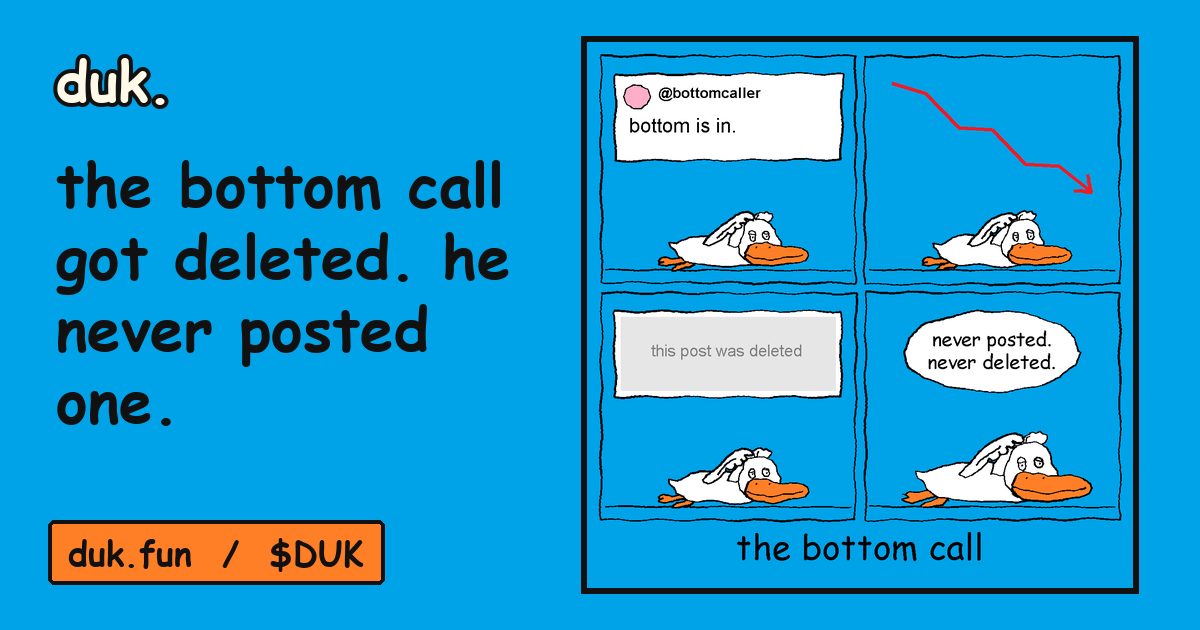 duk.
the bottom call
got deleted. he
never posted
one.
duk.fun / $DUK
@bottomcaller
bottom is in.
this post was deleted
never posted.
never deleted.
the bottom call